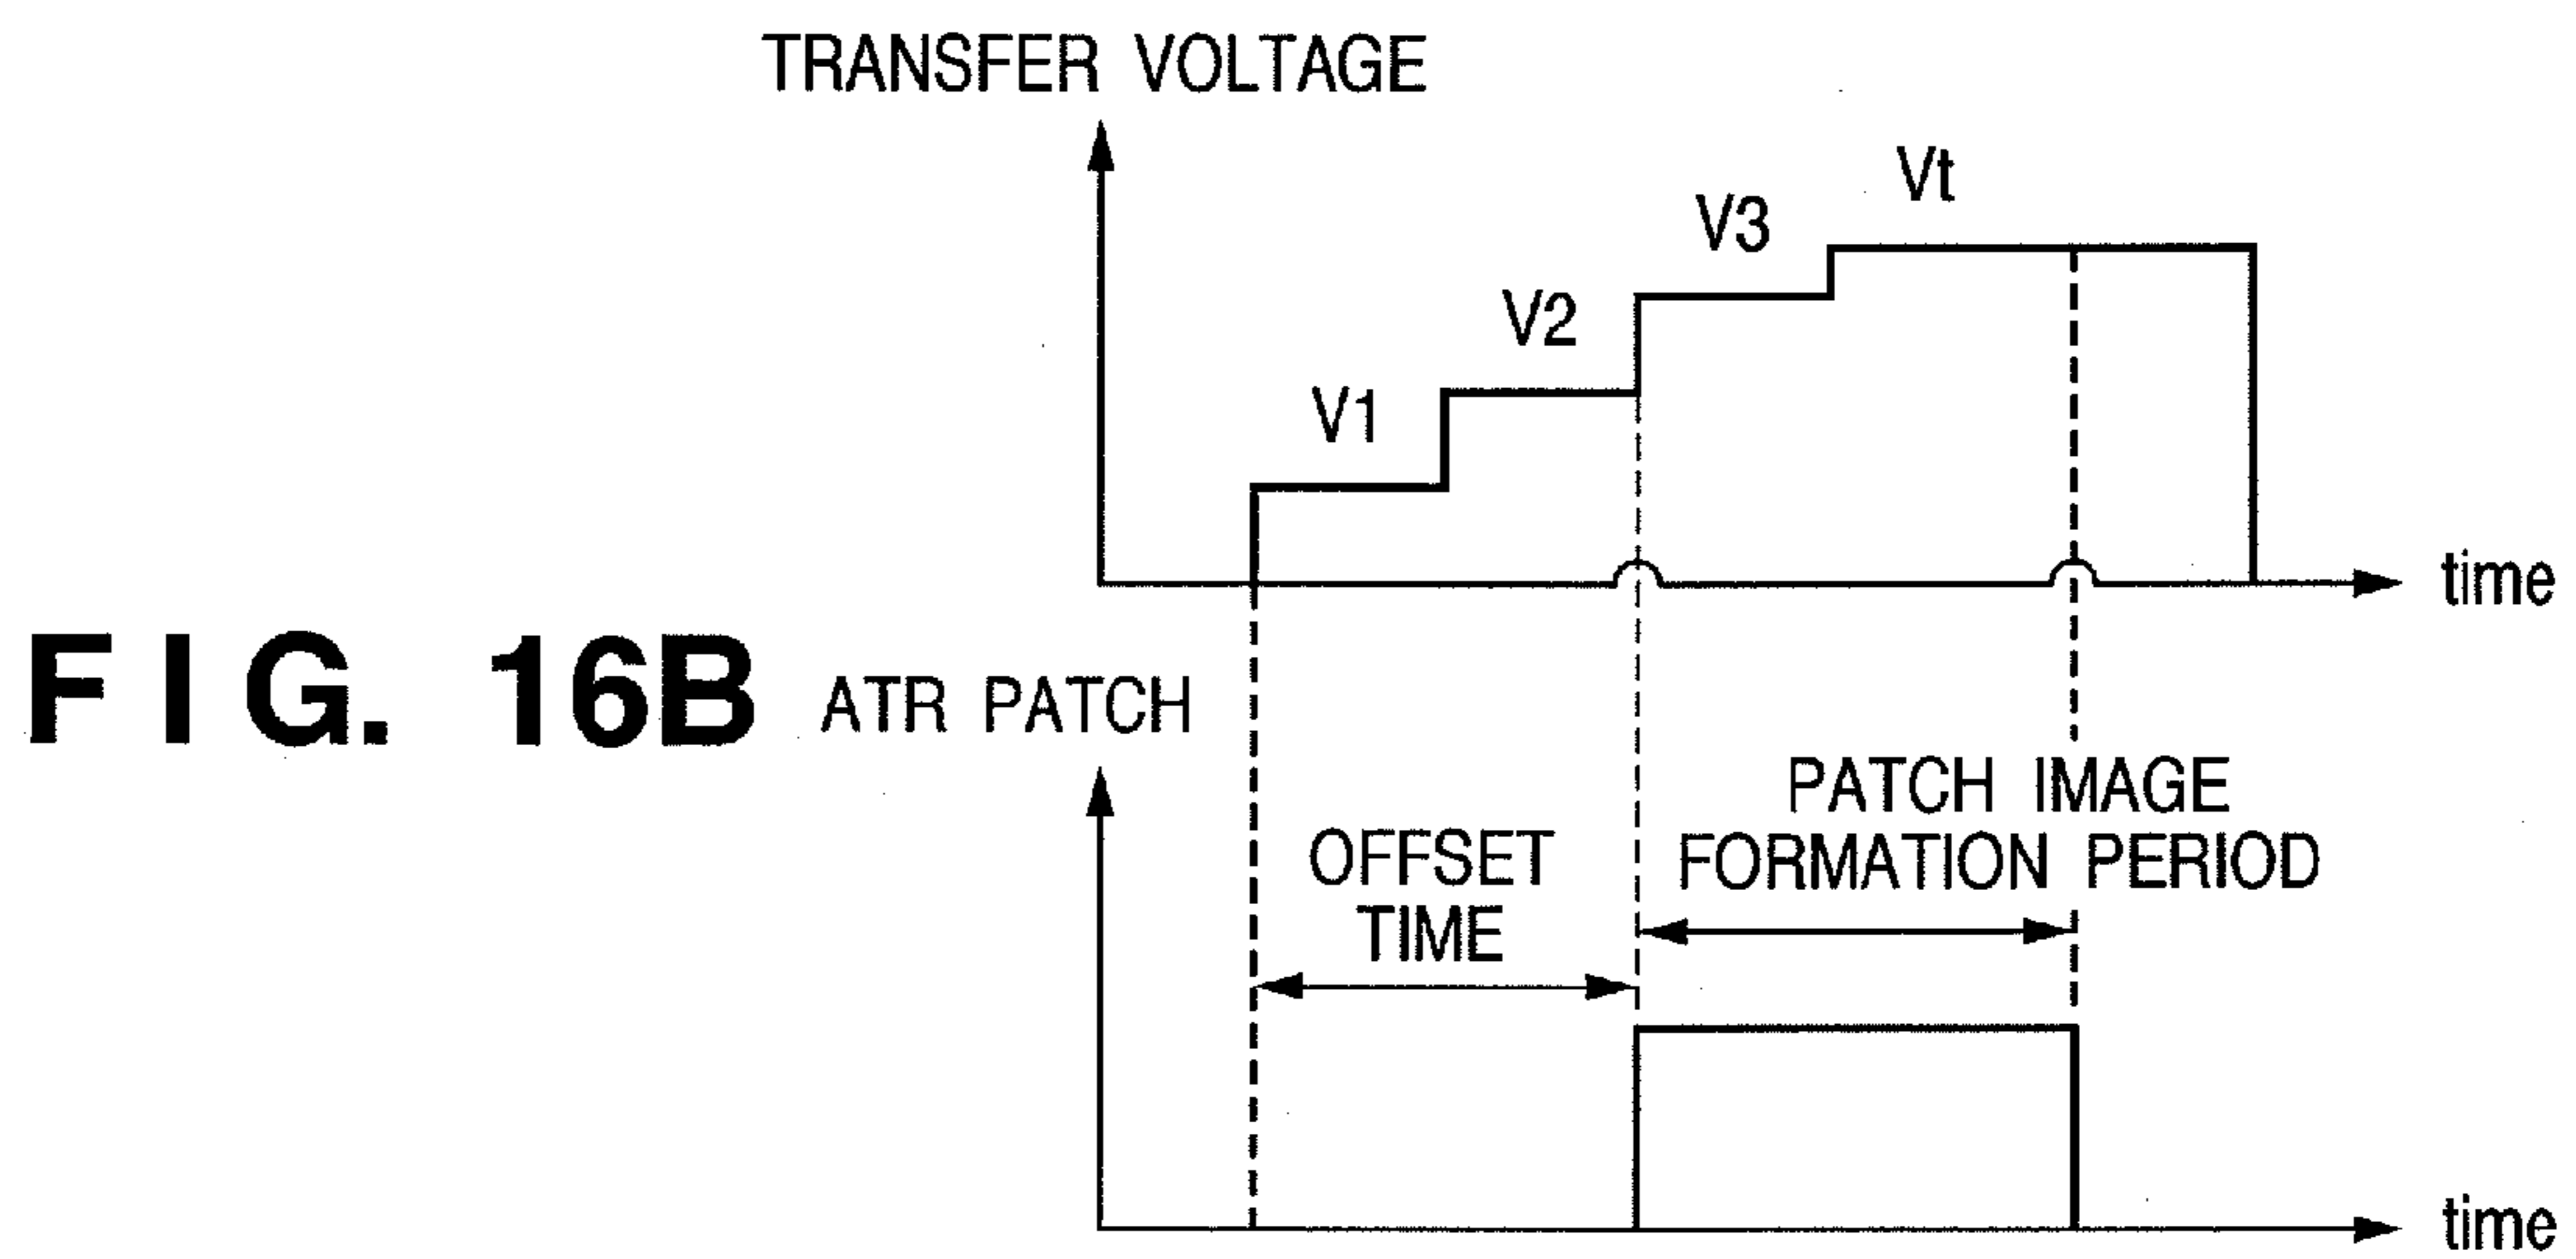 TRANSFER VOLTAGE
Vt
V3
V2
V1
time
FIG. 16B
ATR PATCH
PATCH IMAGE
FORMATION PERIOD
OFFSET
TIME
time